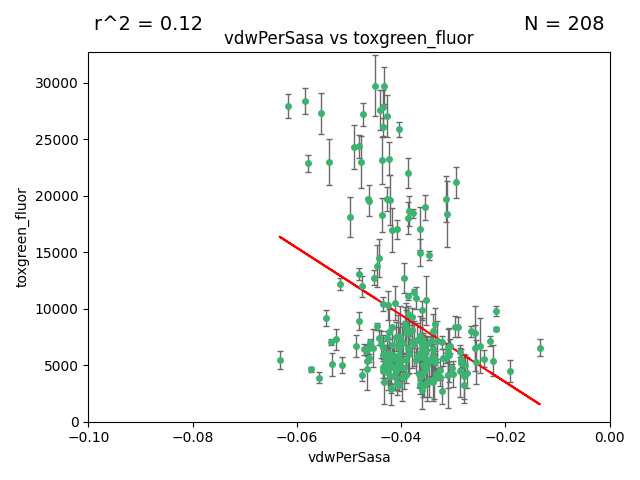 r^2 = 0.12
N = 208
vdwPerSasa vs toxgreen_fluor
30000
25000
20000
15000
10000
5000
0
toxgreen_fluor
−0.10
−0.08
−0.06
−0.04
−0.02
0.00
vdwPerSasa